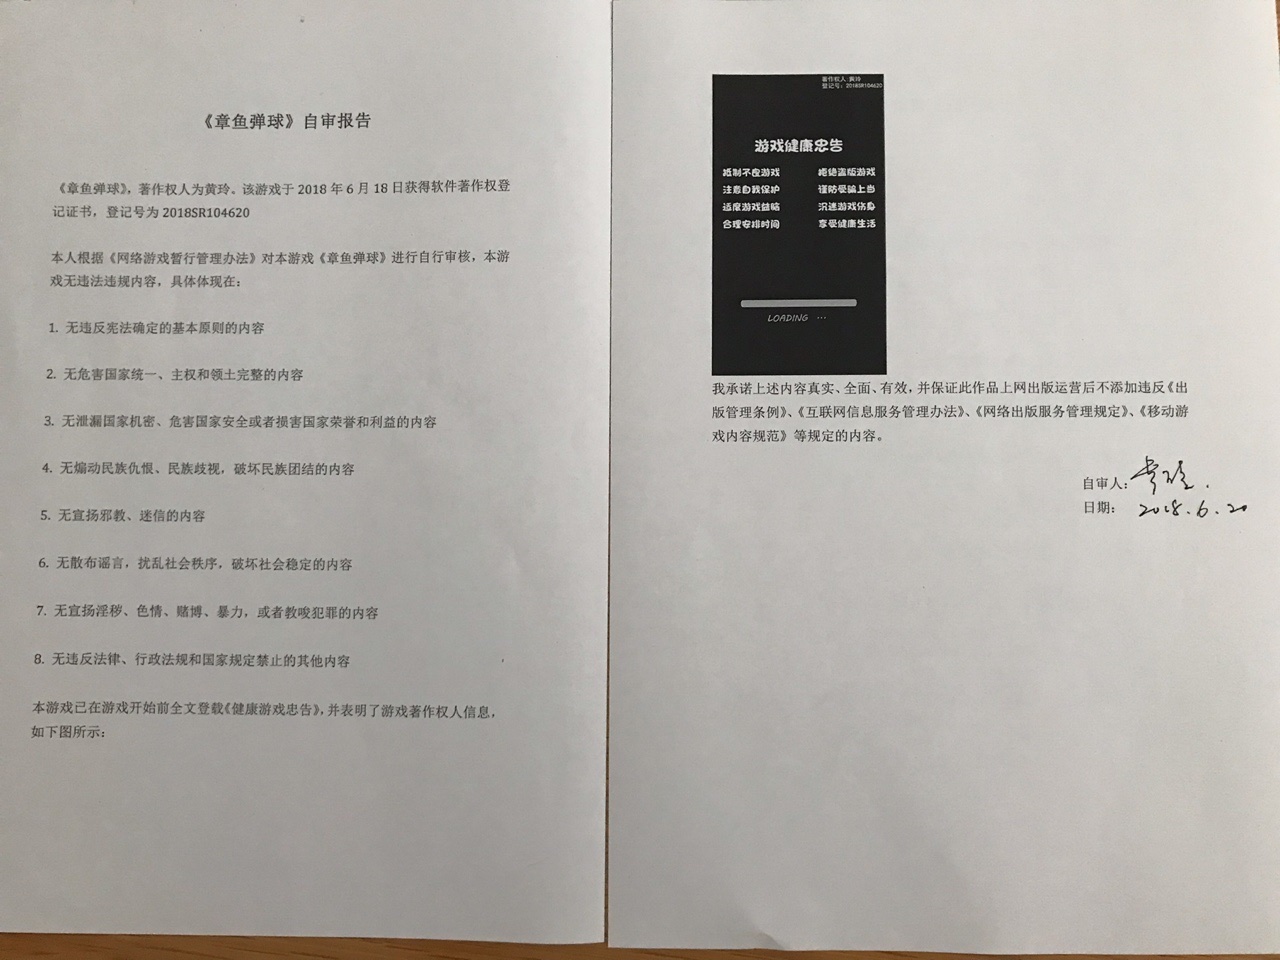 《章鱼弹球》自审报告
《章鱼弹球》，著作权人为黄玲。该游戏于 2018 年 6 月 18 日获得软件著作权登
记证书，登记号为 2018SR104620
本人根据《网络游戏暂行管理办法》对本游戏《章鱼弹球》进行自行审核，本游
戏无违法违规内容，具体体现在：
1. 无违反宪法确定的基本原则的内容
2. 无危害国家统一、主权和领土完整的内容
3. 无泄漏国家机密、危害国家安全或者损害国家荣誉和利益的内容
4. 无煽动民族仇恨、民族歧视，破坏民族团结的内容
5. 无宣扬邪教、迷信的内容
6. 无散布谣言，扰乱社会秩序，破坏社会稳定的内容
7. 无宣扬淫秽、色情、赌博、暴力，或者教唆犯罪的内容
8. 无违反法律、行政法规和国家规定禁止的其他内容
本游戏已在游戏开始前全文登载《健康游戏忠告》，并表明了游戏著作权人信息，
如下图所示：
著作权人:黄玲
登记号: 2018SR104620
游戏健康忠告
抵制不良游戏 拒绝盗版游戏
注意自我保护 谨防受骗上当
适度游戏益脑 沉迷游戏伤身
合理安排时间 享受健康生活
LOADING ...
我承诺上述内容真实、全面、有效，并保证此作品上网出版运营后不添加违反《出
版管理条例》、《互联网信息服务管理办法》、《网络出版服务管理规定》、《移动游
戏内容规范》等规定的内容。
自审人：黄玲
日期： 2018.6.20